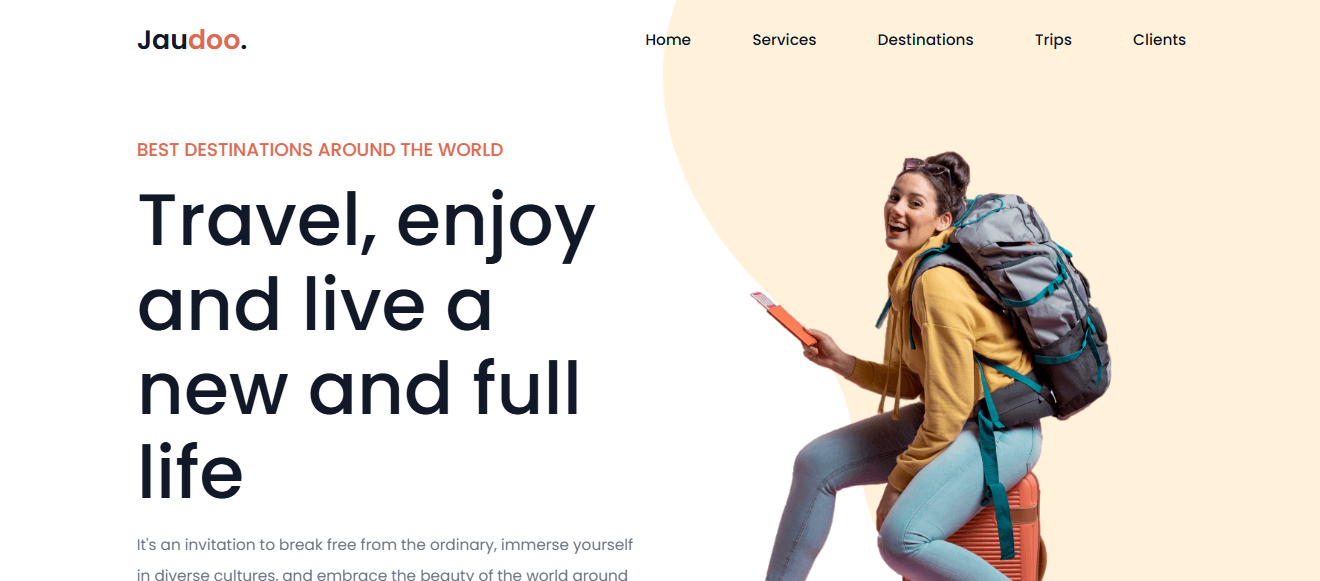 Jaudoo.
Home Services Destinations Trips Clients
BEST DESTINATIONS AROUND THE WORLD
Travel, enjoy
and live a
new and full
life
It's an invitation to break free from the ordinary, immerse yourself
in diverse cultures, and embrace the beauty of the world around